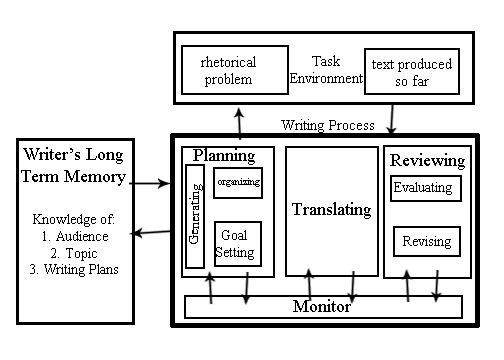 rhetorical
problem
Task
Environment
text produced
so far
Writing Process
Writer's Long
Term Memory
Knowledge of:
1. Audience
2. Topic
3. Writing Plans
Planning
Generating
organizing
Goal
Setting
Translating
Reviewing
Evaluating
Revising
Monitor